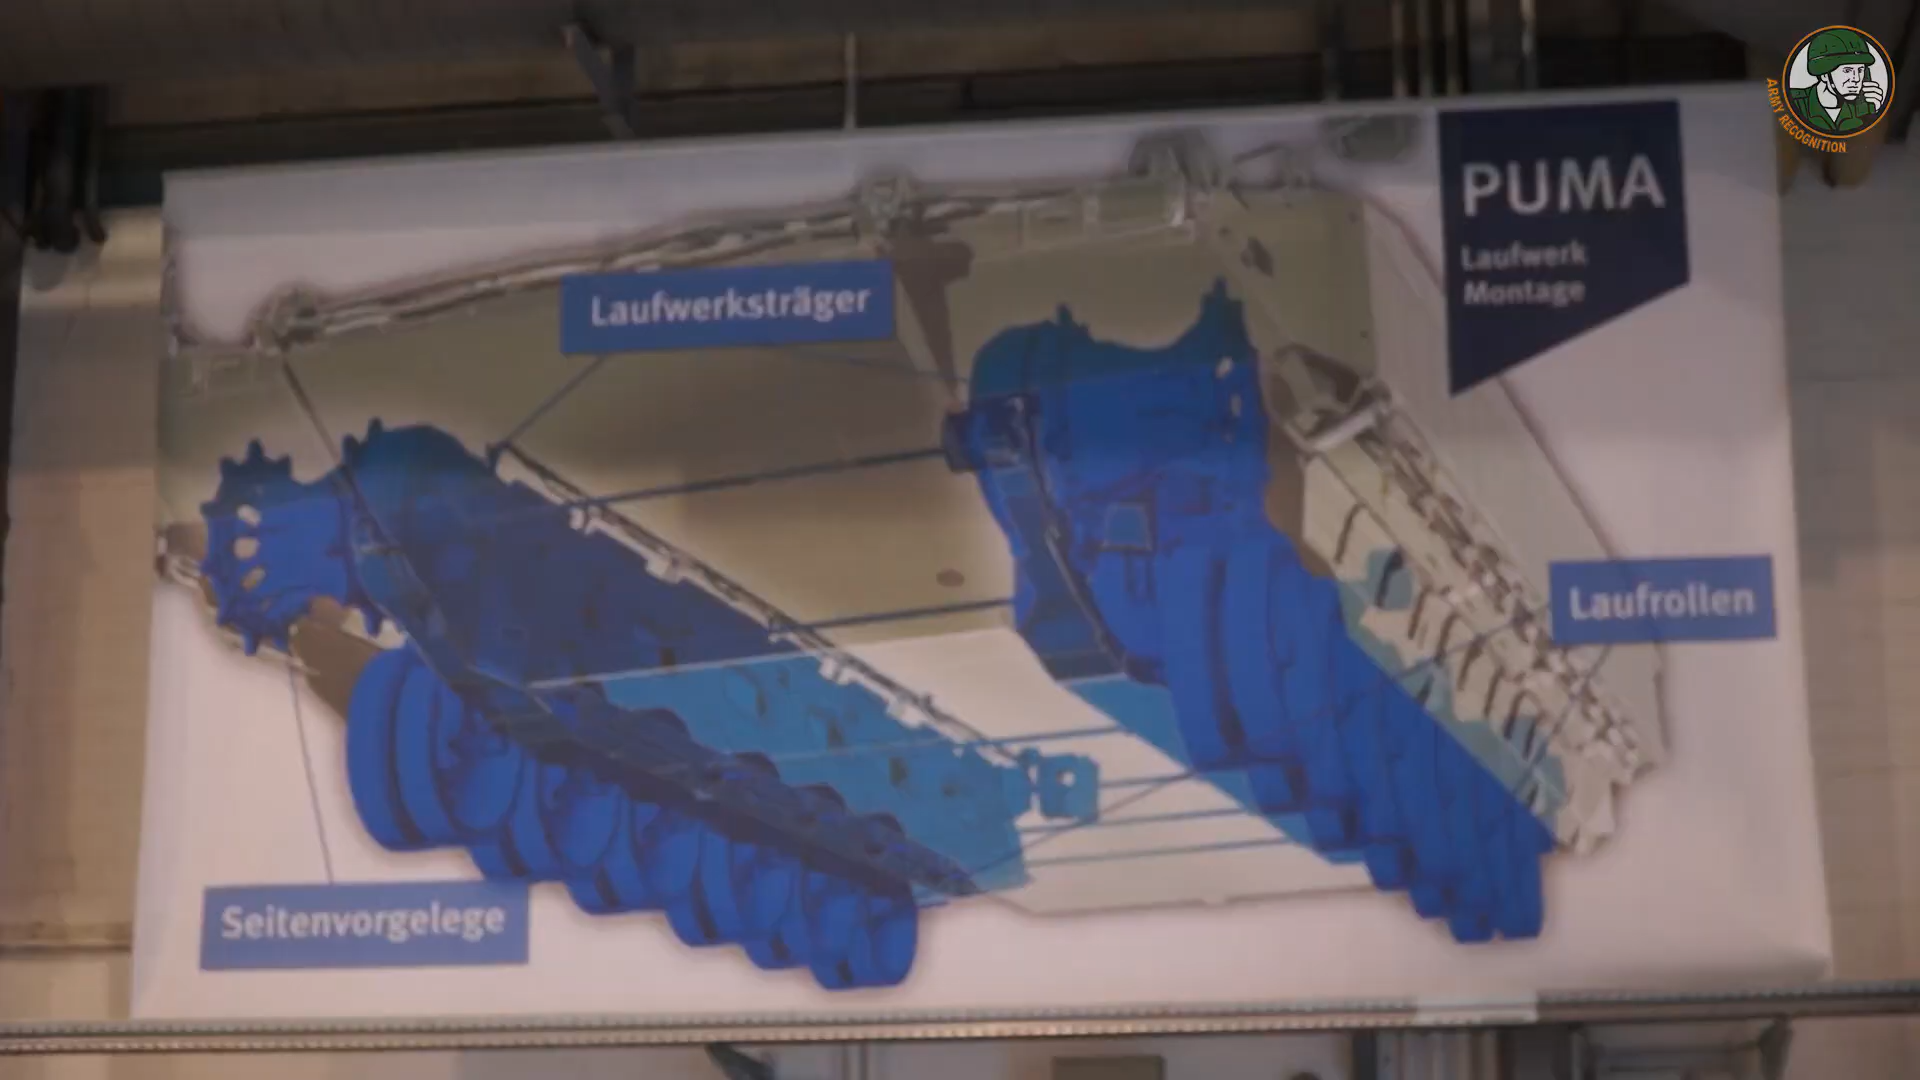 ARMY RECOGNITION
PUMA
Laufwerk
Montage
Laufwerksträger
Laufrollen
Seitenvorgelege